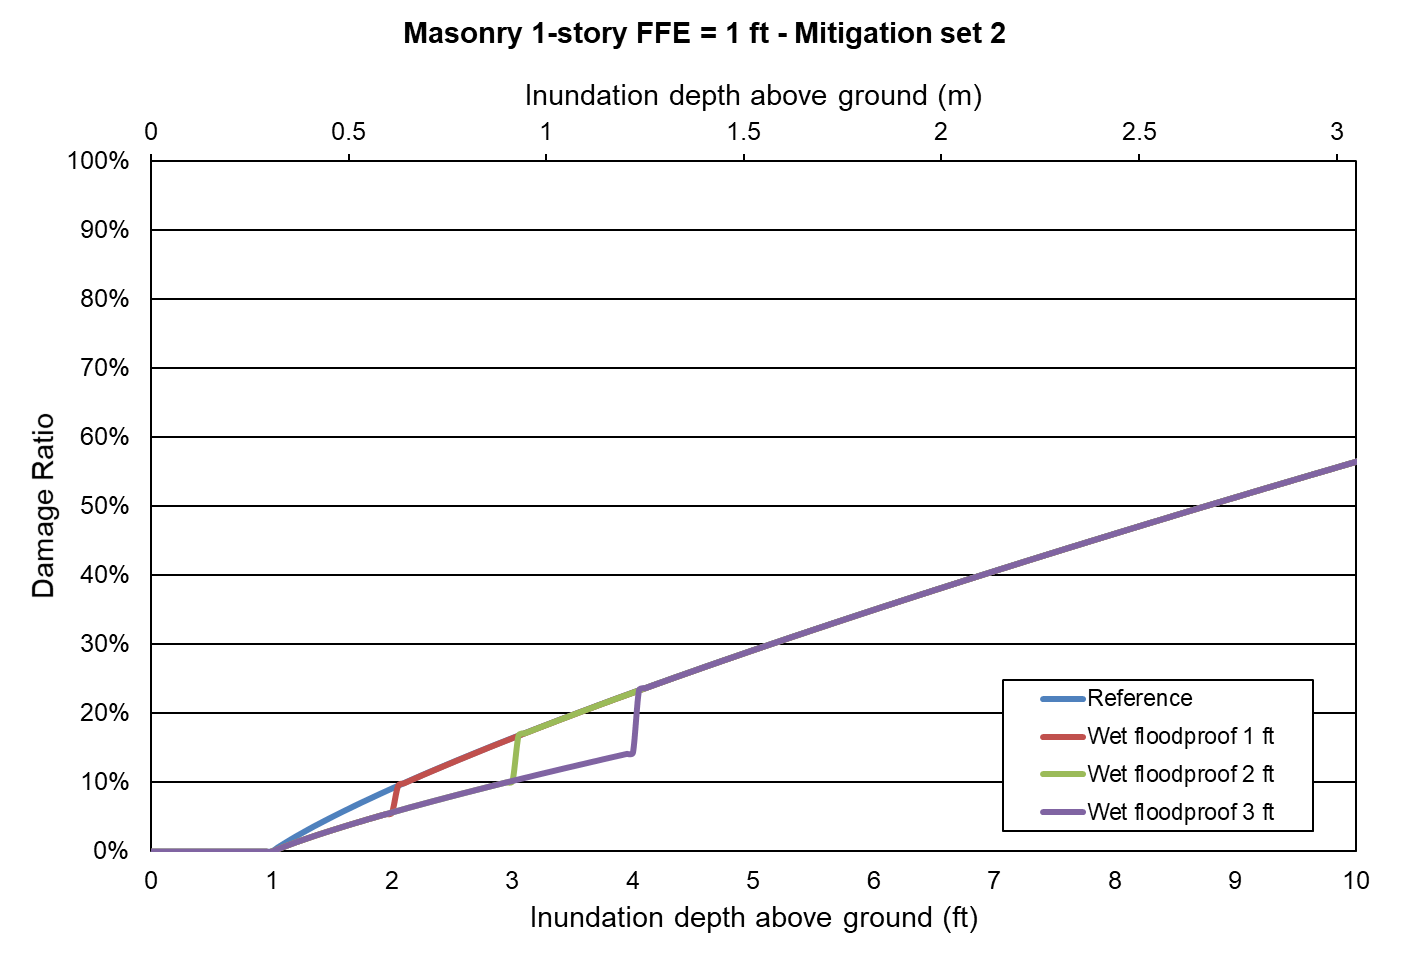 Masonry 1-story FFE = 1 ft - Mitigation set 2
Inundation depth above ground (m)
0 0.5 1 1.5 2 2.5 3
100%
90%
80%
70%
60%
50%
40%
30%
20%
10%
0%
Damage Ratio
Reference
Wet floodproof 1 ft
Wet floodproof 2 ft
Wet floodproof 3 ft
0 1 2 3 4 5 6 7 8 9 10
Inundation depth above ground (ft)